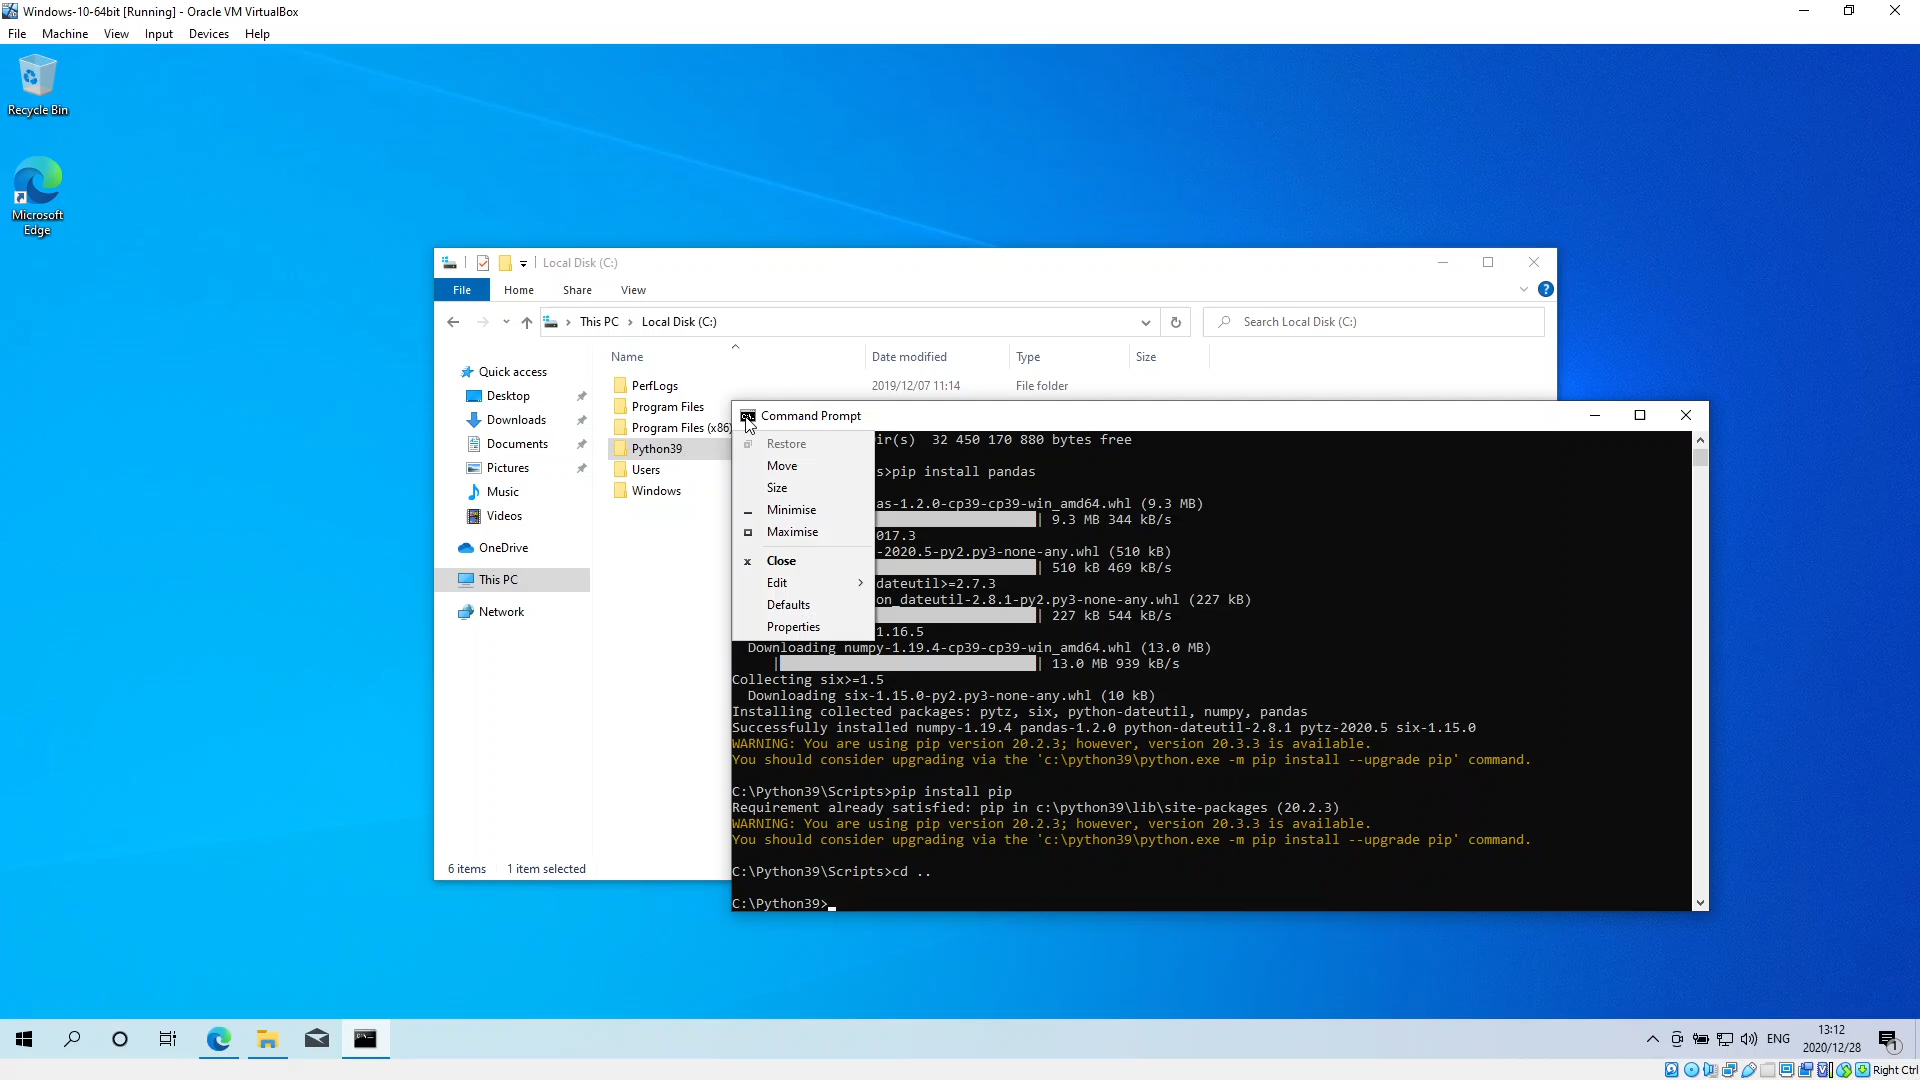 Windows-10-64bit [Running] - Oracle VM VirtualBox
File Machine View Input Devices Help
Recycle Bin
Microsoft
Edge
Local Disk (C:)
File Home Share View
This PC > Local Disk (C:)
Search Local Disk (C:)
Name Date modified Type Size
Quick access
Desktop
Downloads
Documents
Pictures
Music
Videos
OneDrive
This PC
Network
PerfLogs 2019/12/07 11:14 File folder
Program Files
Program Files (x86)
Python39
Users
Windows
6 items 1 item selected
Command Prompt
Restore
Move
Size
Minimise
Maximise
Close
Edit
Defaults
Properties
ir(s) 32 450 170 880 bytes free
s>pip install pandas
as-1.2.0-cp39-cp39-win_amd64.whl (9.3 MB)
| 9.3 MB 344 kB/s
017.3
-2020.5-py2.py3-none-any.whl (510 kB)
| 510 kB 469 kB/s
dateutil>=2.7.3
on_dateutil-2.8.1-py2.py3-none-any.whl (227 kB)
| 227 kB 544 kB/s
1.16.5
Downloading numpy-1.19.4-cp39-cp39-win_amd64.whl (13.0 MB)
| | 13.0 MB 939 kB/s
Collecting six>=1.5
Downloading six-1.15.0-py2.py3-none-any.whl (10 kB)
Installing collected packages: pytz, six, python-dateutil, numpy, pandas
Successfully installed numpy-1.19.4 pandas-1.2.0 python-dateutil-2.8.1 pytz-2020.5 six-1.15.0
WARNING: You are using pip version 20.2.3; however, version 20.3.3 is available.
You should consider upgrading via the 'c:\python39\python.exe -m pip install --upgrade pip' command.
C:\Python39\Scripts>pip install pip
Requirement already satisfied: pip in c:\python39\lib\site-packages (20.2.3)
WARNING: You are using pip version 20.2.3; however, version 20.3.3 is available.
You should consider upgrading via the 'c:\python39\python.exe -m pip install --upgrade pip' command.
C:\Python39\Scripts>cd ..
C:\Python39>_
ENG
13:12
2020/12/28
1
Right Ctrl